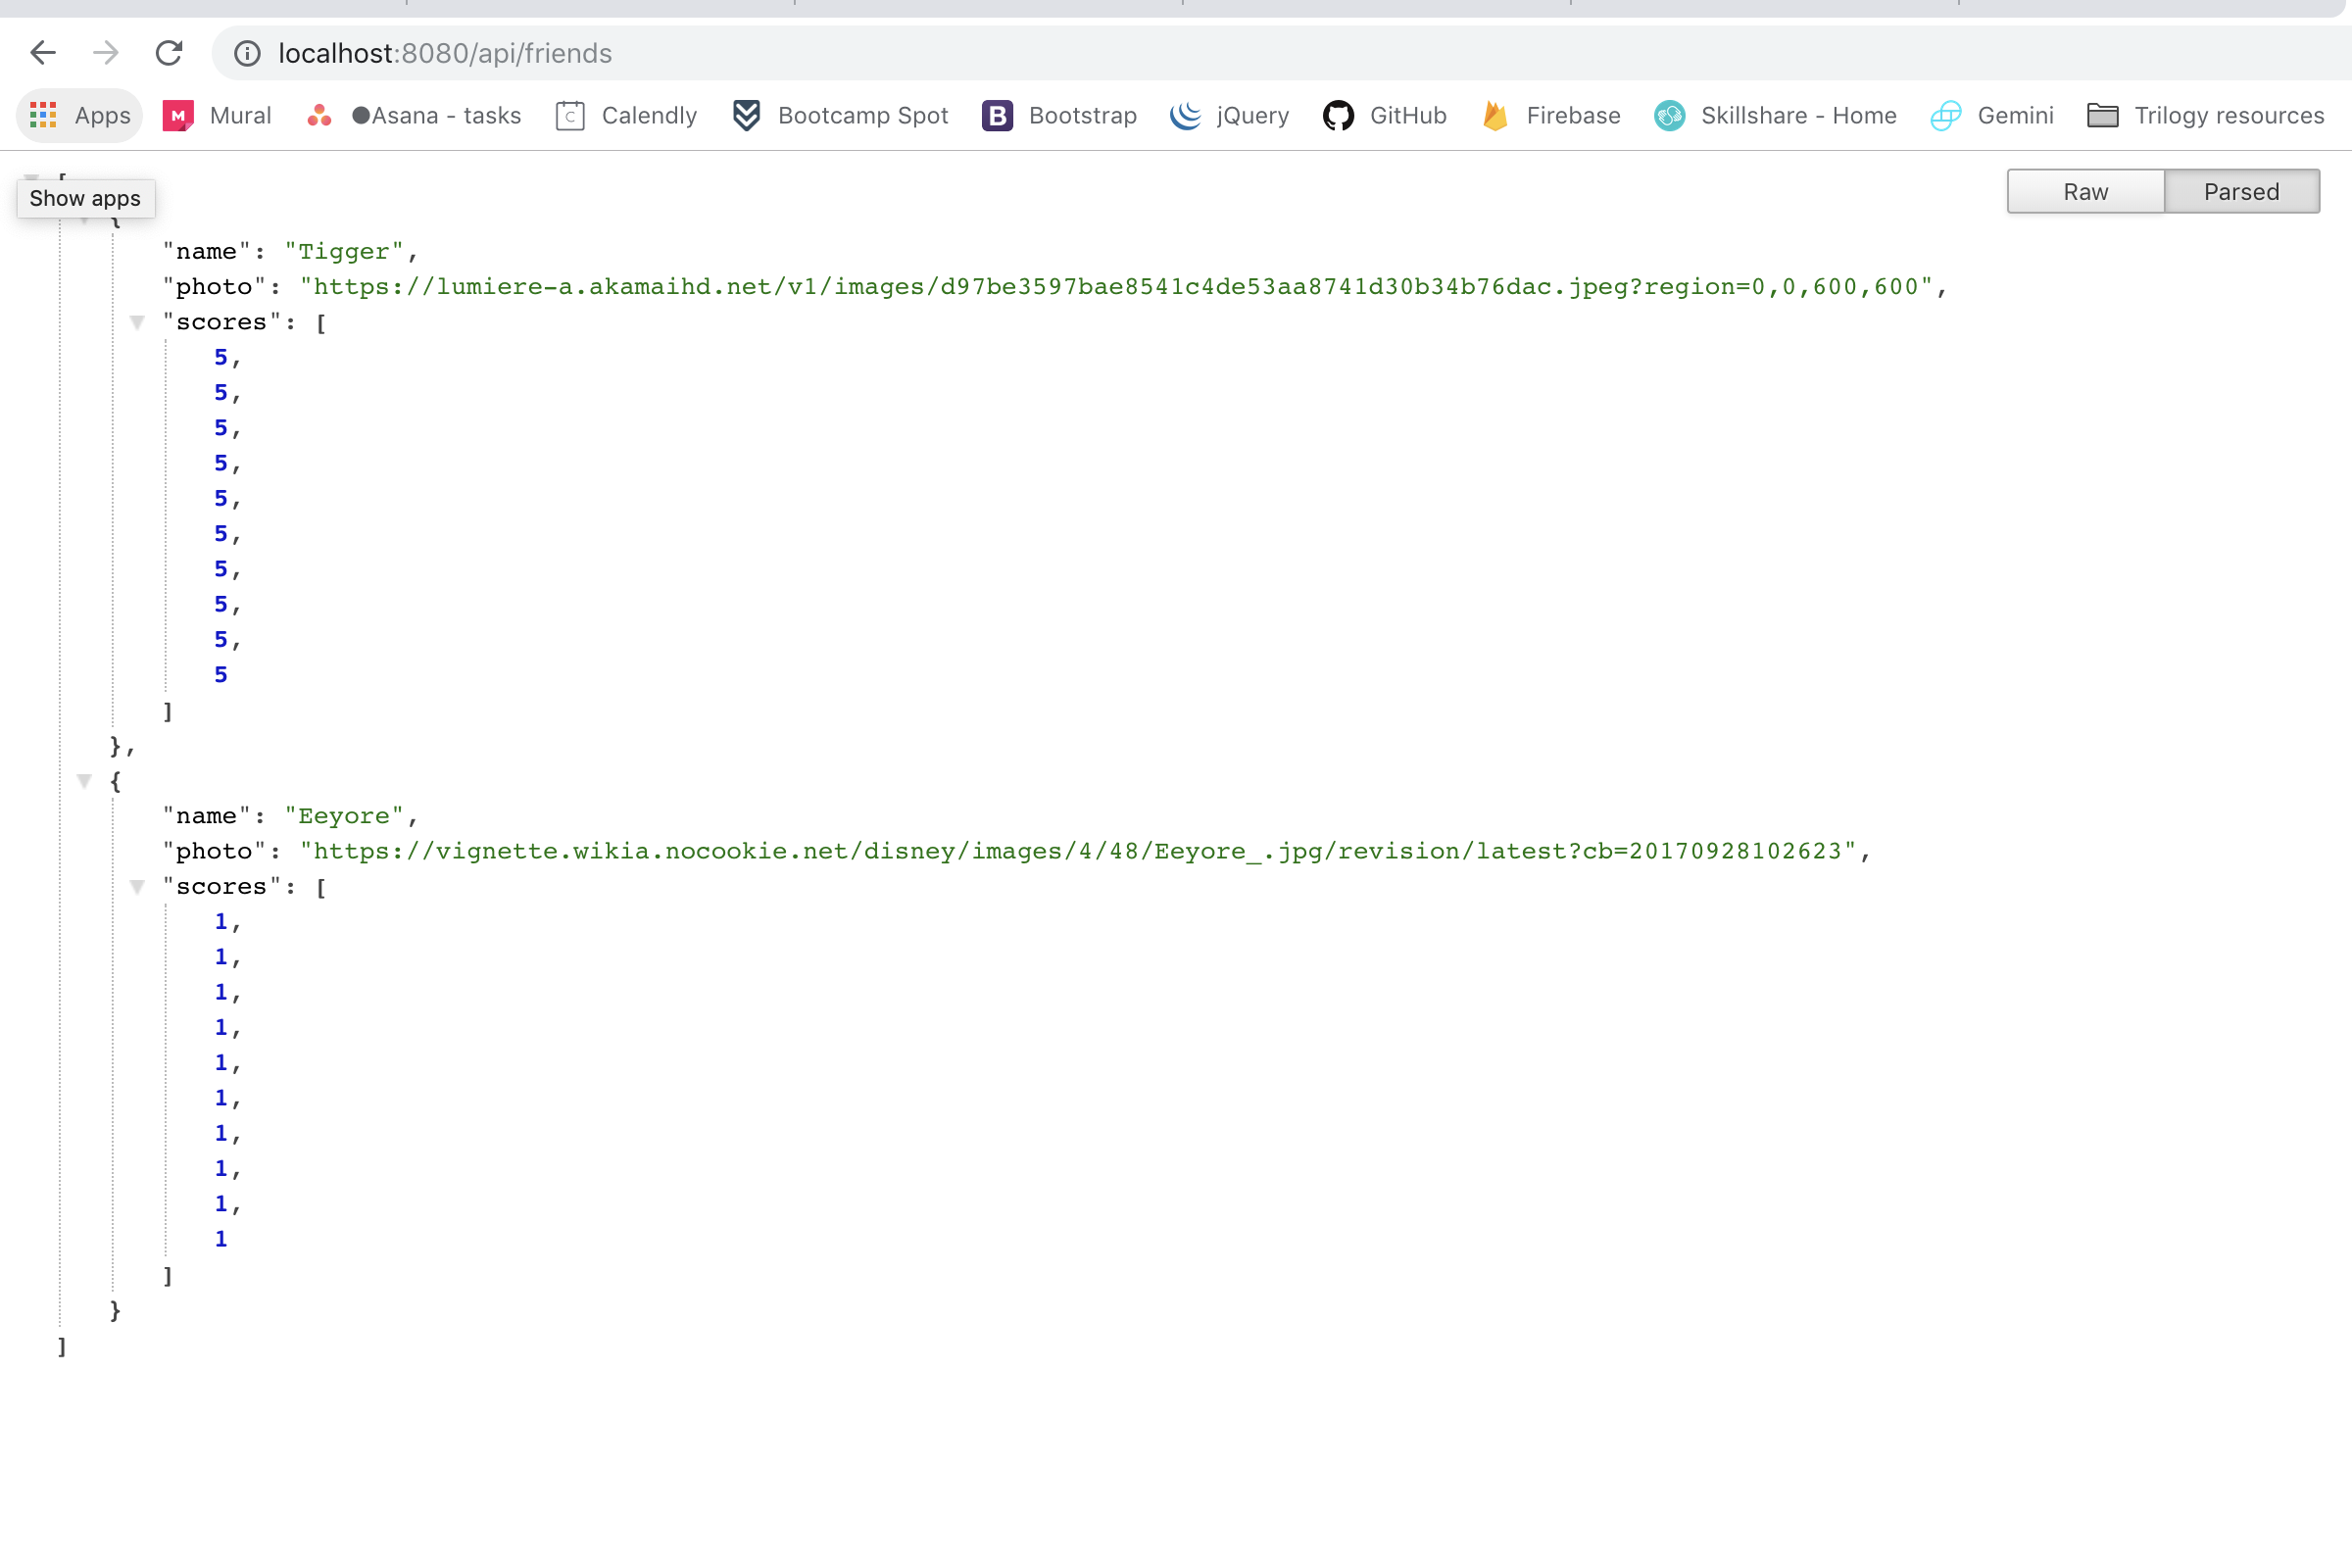 localhost:8080/api/friends
Apps Mural ●Asana - tasks Calendly Bootcamp Spot Bootstrap jQuery GitHub Firebase Skillshare - Home Gemini Trilogy resources
[
Show apps
Raw Parsed
{
"name": "Tigger",
"photo": "https://lumiere-a.akamaihd.net/v1/images/d97be3597bae8541c4de53aa8741d30b34b76dac.jpeg?region=0,0,600,600",
"scores": [
5,
5,
5,
5,
5,
5,
5,
5,
5,
5
]
},
{
"name": "Eeyore",
"photo": "https://vignette.wikia.nocookie.net/disney/images/4/48/Eeyore_.jpg/revision/latest?cb=20170928102623",
"scores": [
1,
1,
1,
1,
1,
1,
1,
1,
1,
1
]
}
]